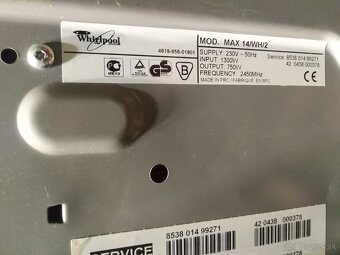 Whirlpool
4619-656-01901
MOD. MAX 14/WH/2
SUPPLY: 230V ~ 50Hz
Service: 8538 014 99271
INPUT: 1300W
42 0438 000378
OUTPUT: 750W
FREQUENCY: 2450MHz
MADE IN PRC / FABRIQUE EN RPC
8538 014 99271
42 0438 000378
SERVICE